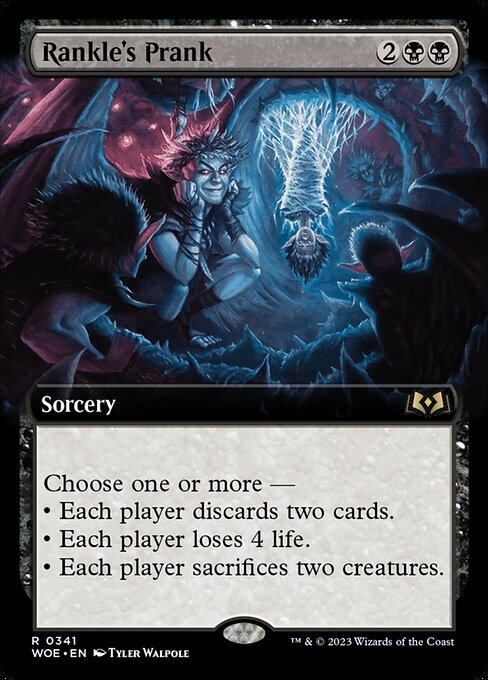 Rankle's Prank 2
Sorcery
Choose one or more —
• Each player discards two cards.
• Each player loses 4 life.
• Each player sacrifices two creatures.
R 0341
WOE • EN Tyler Walpole
™ & © 2023 Wizards of the Coast